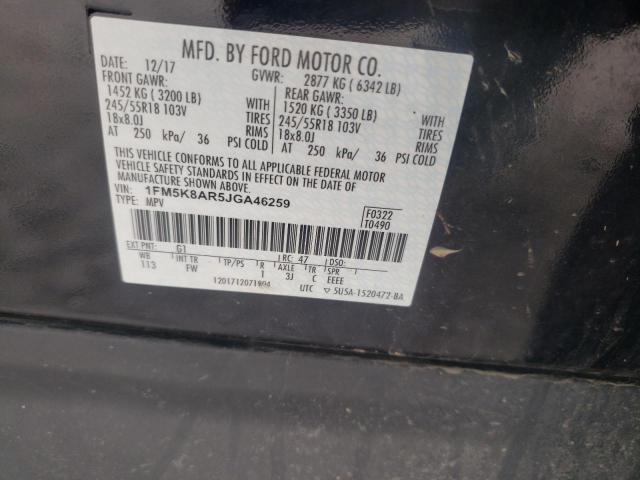 MFD. BY FORD MOTOR CO.
DATE: 12/17 GVWR: 2877 KG ( 6342 LB)
FRONT GAWR: REAR GAWR:
1452 KG ( 3200 LB) WITH 1520 KG ( 3350 LB) WITH
245/55R18 103V TIRES 245/55R18 103V TIRES
18x8.0J RIMS 18x8.0J RIMS
AT 250 kPa/ 36 PSI COLD AT 250 kPa/ 36 PSI COLD
THIS VEHICLE CONFORMS TO ALL APPLICABLE FEDERAL MOTOR
VEHICLE SAFETY STANDARDS IN EFFECT ON THE DATE OF
MANUFACTURE SHOWN ABOVE.
VIN: 1FM5K8AR5JGA46259 F0322
TYPE: MPV T0490
EXT PNT: G1 RC: 47 DSO:
WB INT TR TP/PS R AXLE TR SPR
113 FW 1 3J C EEEE
UTC ▽ 5U5A-1520472-BA